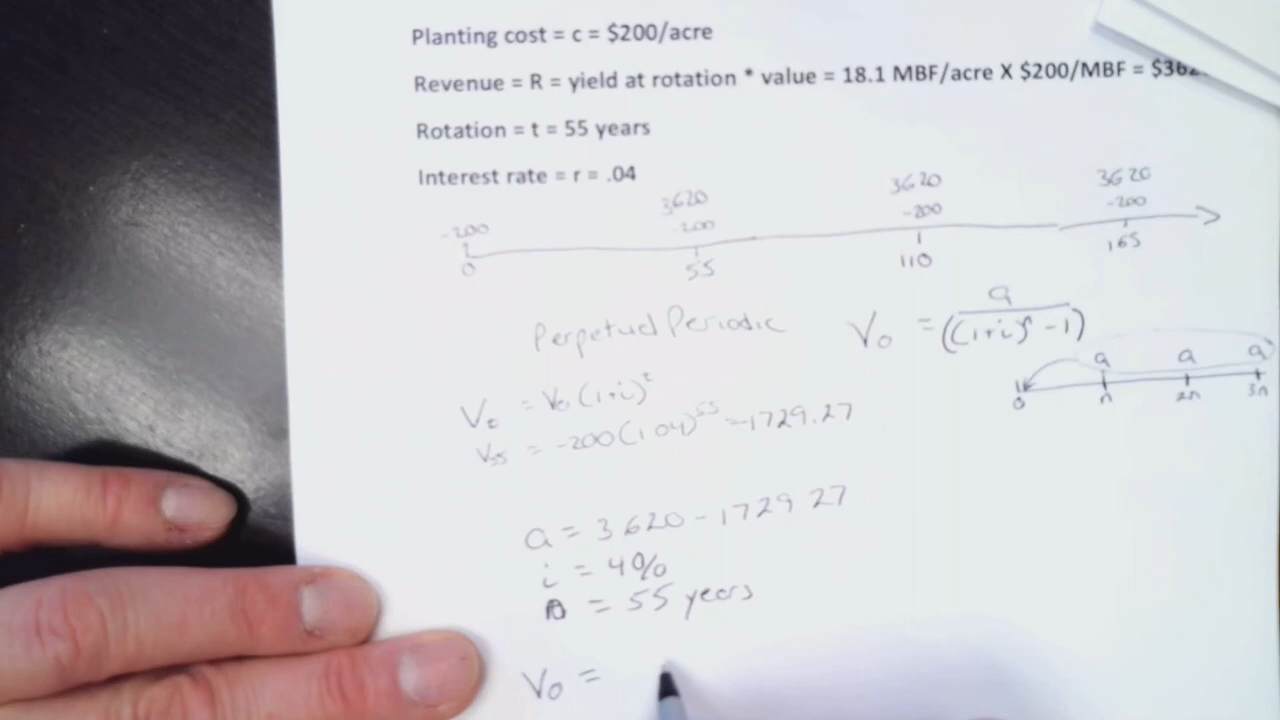 Planting cost = c = $200/acre
Revenue = R = yield at rotation * value = 18.1 MBF/acre X $200/MBF = $362
Rotation = t = 55 years
Interest rate = r = .04
-200 3620 3620 3620
-200 -200 -200
0 55 110 165
Perpetual Periodic V₀ = a / ((1+i)ⁿ - 1)
a a a
0 n 2n 3n
Vt = V₀(1+i)ᵗ
V₅₅ = -200(1.04)⁵⁵ = -1729.27
a = 3620 - 1729.27
i = 4%
n = 55 years
V₀ =